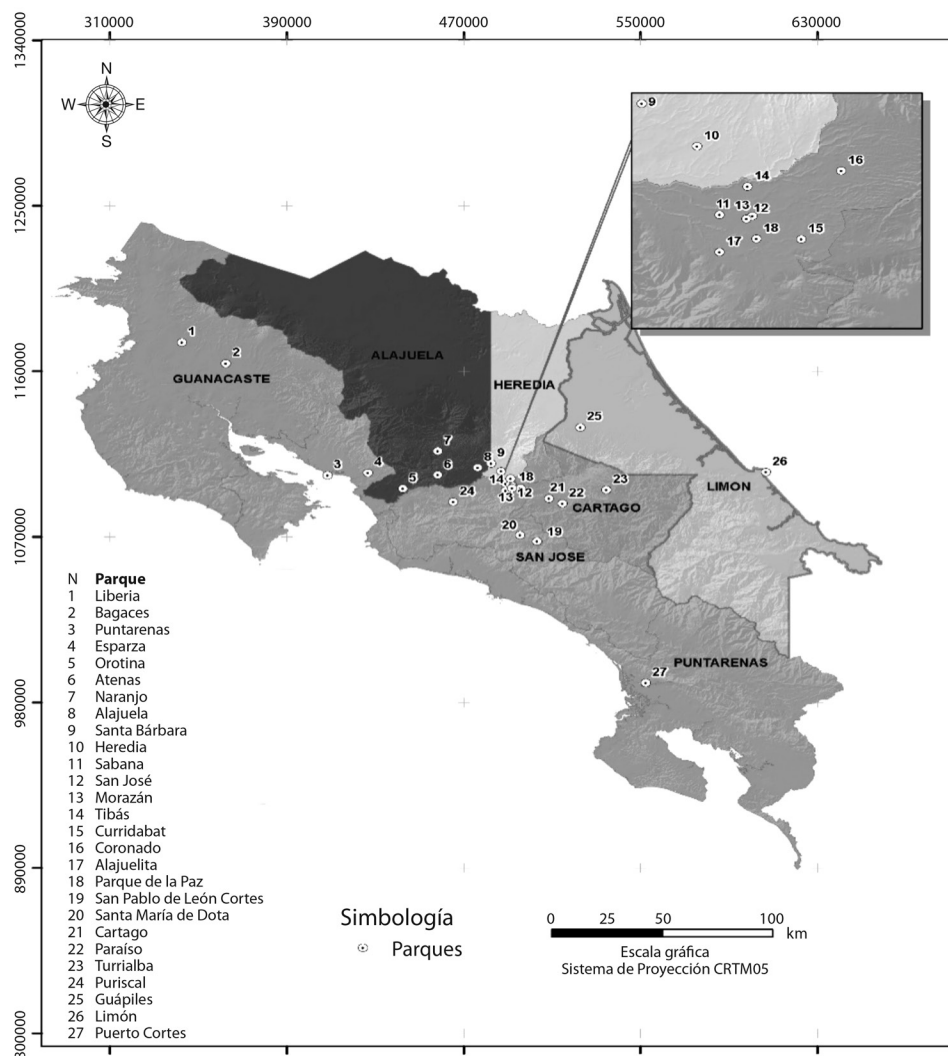 310000 390000 470000 550000 630000
1340000
1250000
1160000
1070000
980000
890000
800000
N
W E
S
9
10
16
14
11 13 12
18 15
17
1
2
GUANACASTE
ALAJUELA
HEREDIA
25
7
3 4
5
6
8 9
14 18
13 12
24
21 22
23
CARTAGO
26
LIMON
20 19
SAN JOSE
PUNTARENAS
27
N Parque
1 Liberia
2 Bagaces
3 Puntarenas
4 Esparza
5 Orotina
6 Atenas
7 Naranjo
8 Alajuela
9 Santa Bárbara
10 Heredia
11 Sabana
12 San José
13 Morazán
14 Tibás
15 Curridabat
16 Coronado
17 Alajuelita
18 Parque de la Paz
19 San Pablo de León Cortes
20 Santa María de Dota
21 Cartago
22 Paraíso
23 Turrialba
24 Puriscal
25 Guápiles
26 Limón
27 Puerto Cortes
Simbología
Parques
0 25 50 100
km
Escala gráfica
Sistema de Proyección CRTM05